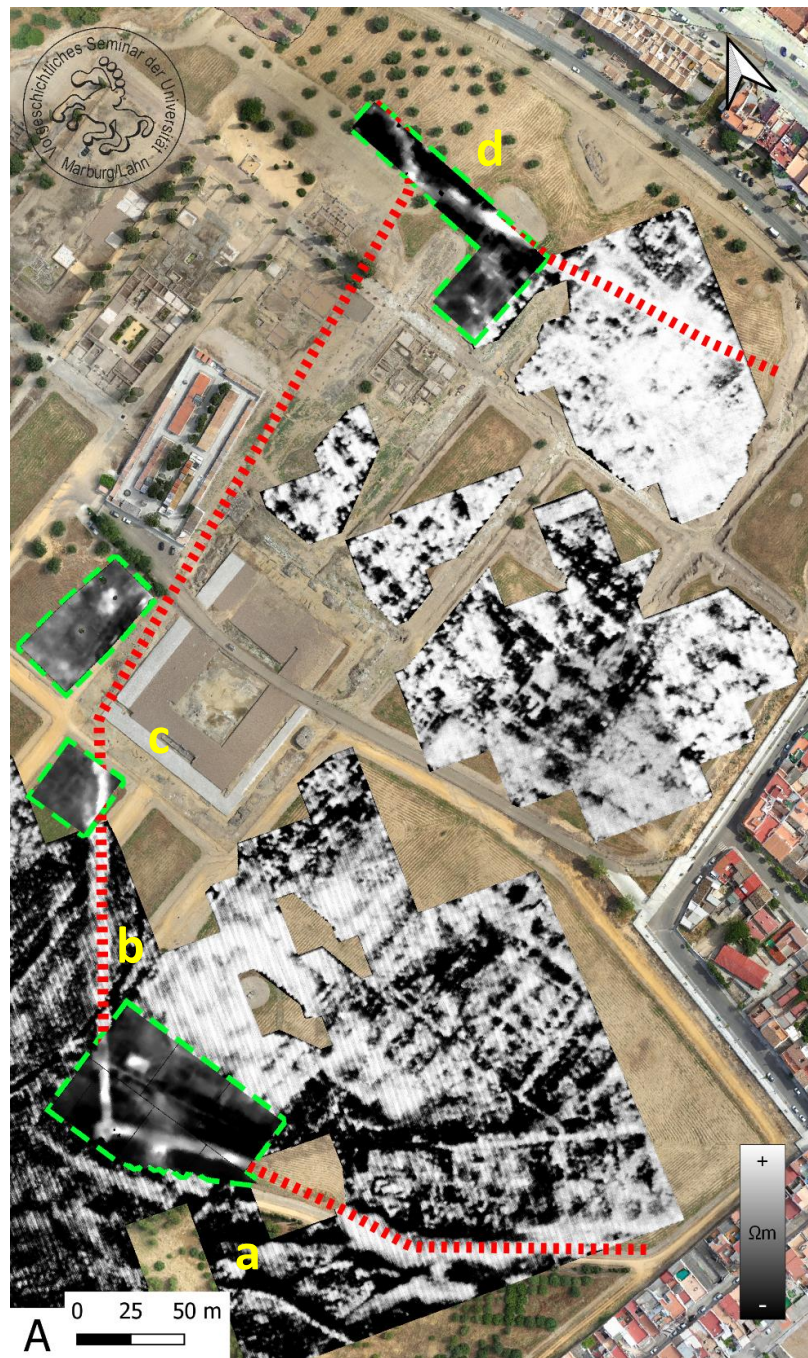 Vorgeschichtliches Seminar der Universität
Marburg/Lahn
d
c
b
a
+
Ωm
-
A
0 25 50 m